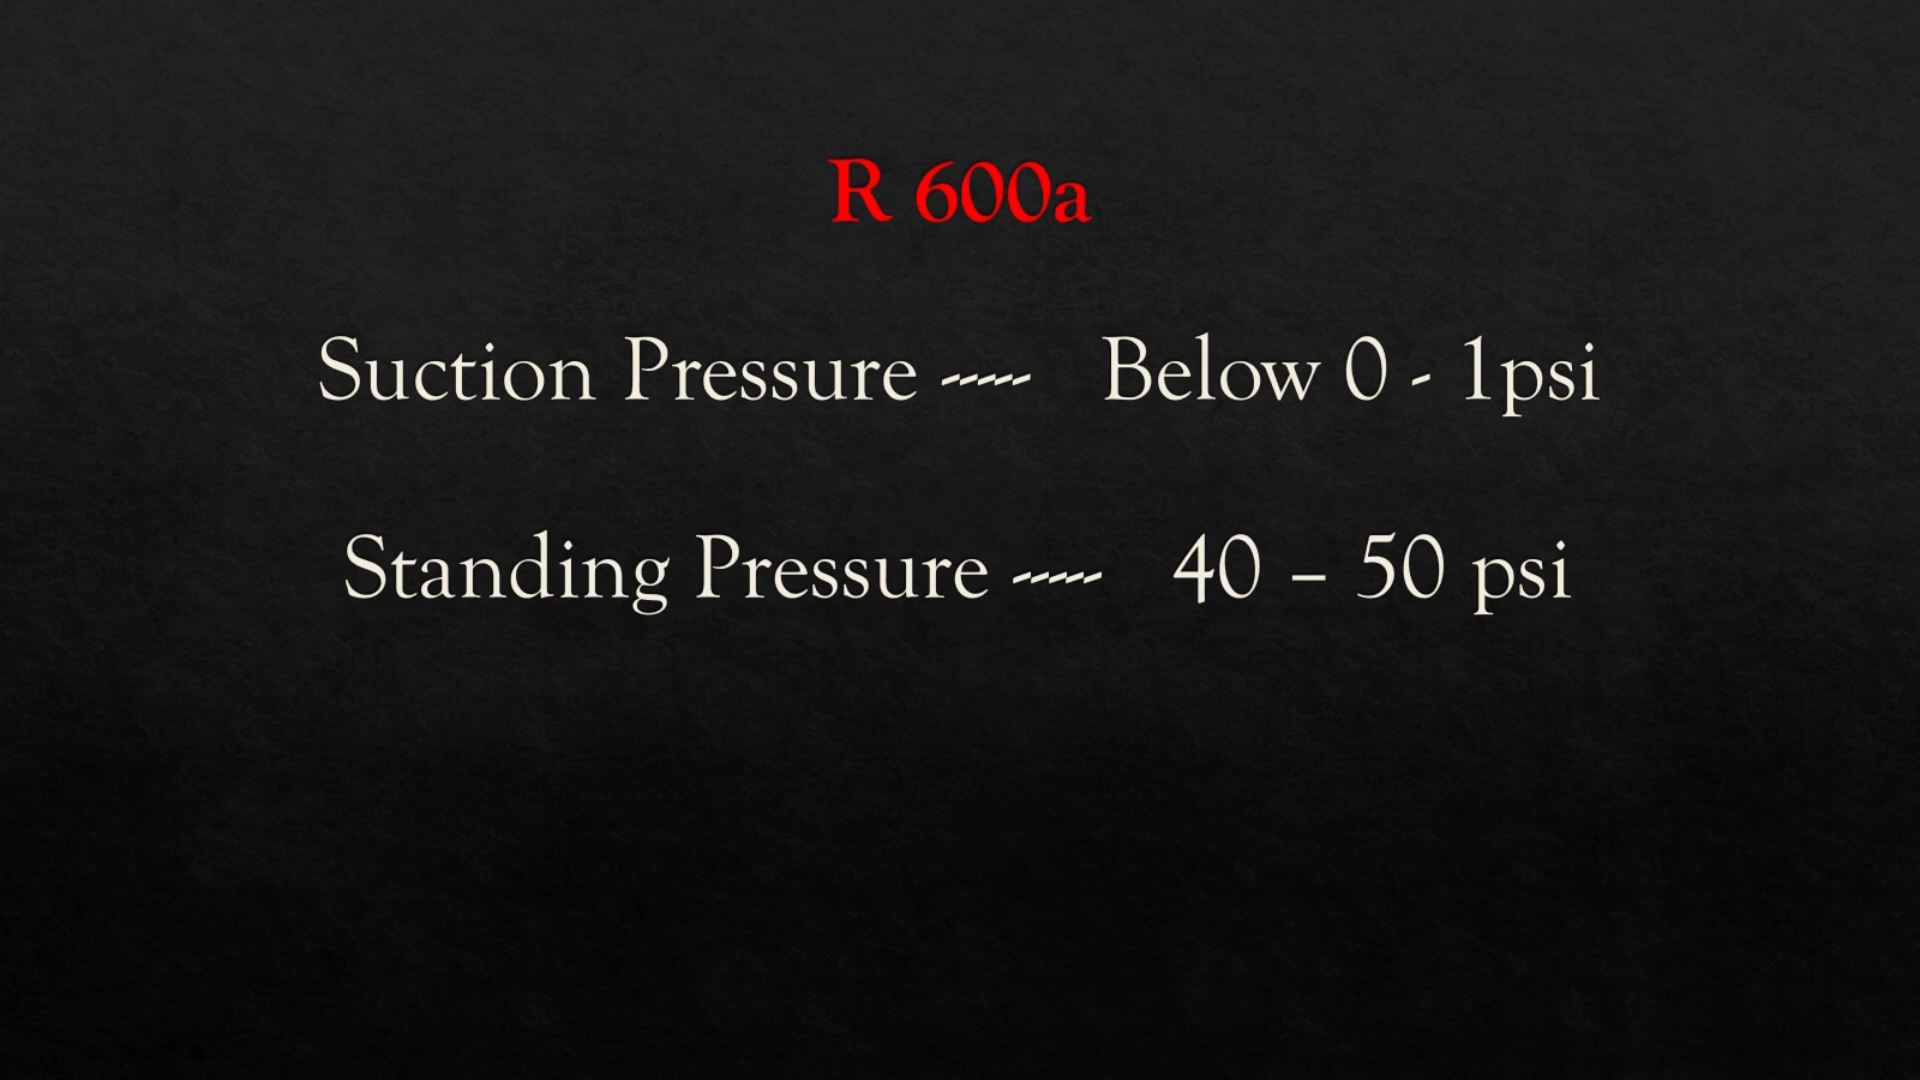 R 600a
Suction Pressure ----- Below 0 - 1psi
Standing Pressure ----- 40 – 50 psi